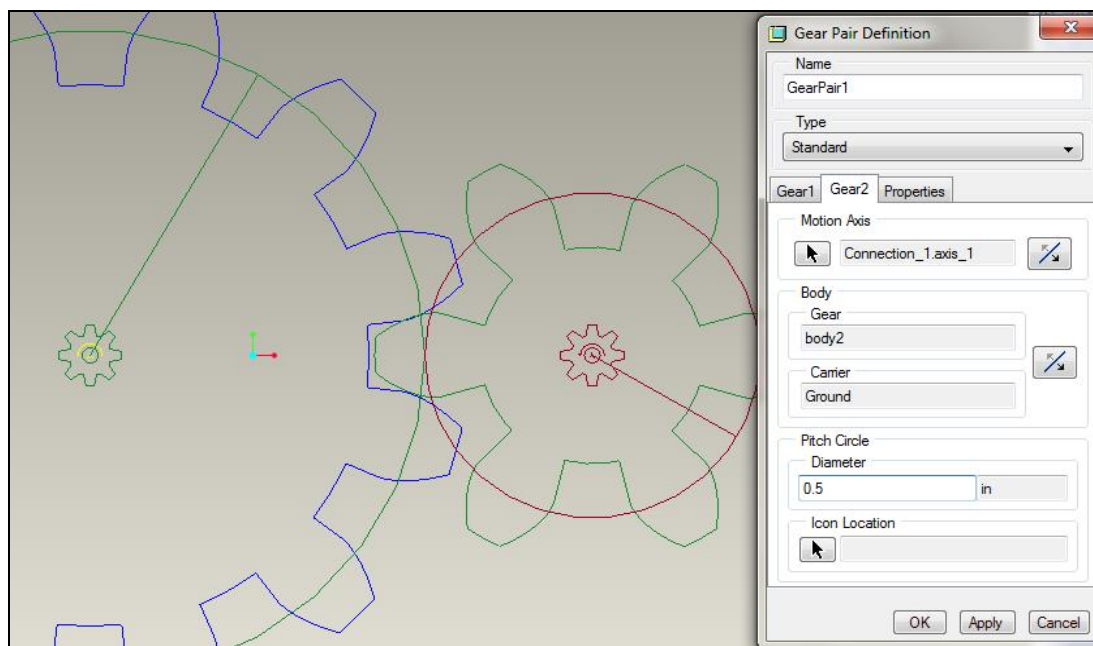 Gear Pair Definition
Name
GearPair1
Type
Standard
Gear1 Gear2 Properties
Motion Axis
Connection_1.axis_1
Body
Gear
body2
Carrier
Ground
Pitch Circle
Diameter
0.5 in
Icon Location
OK Apply Cancel